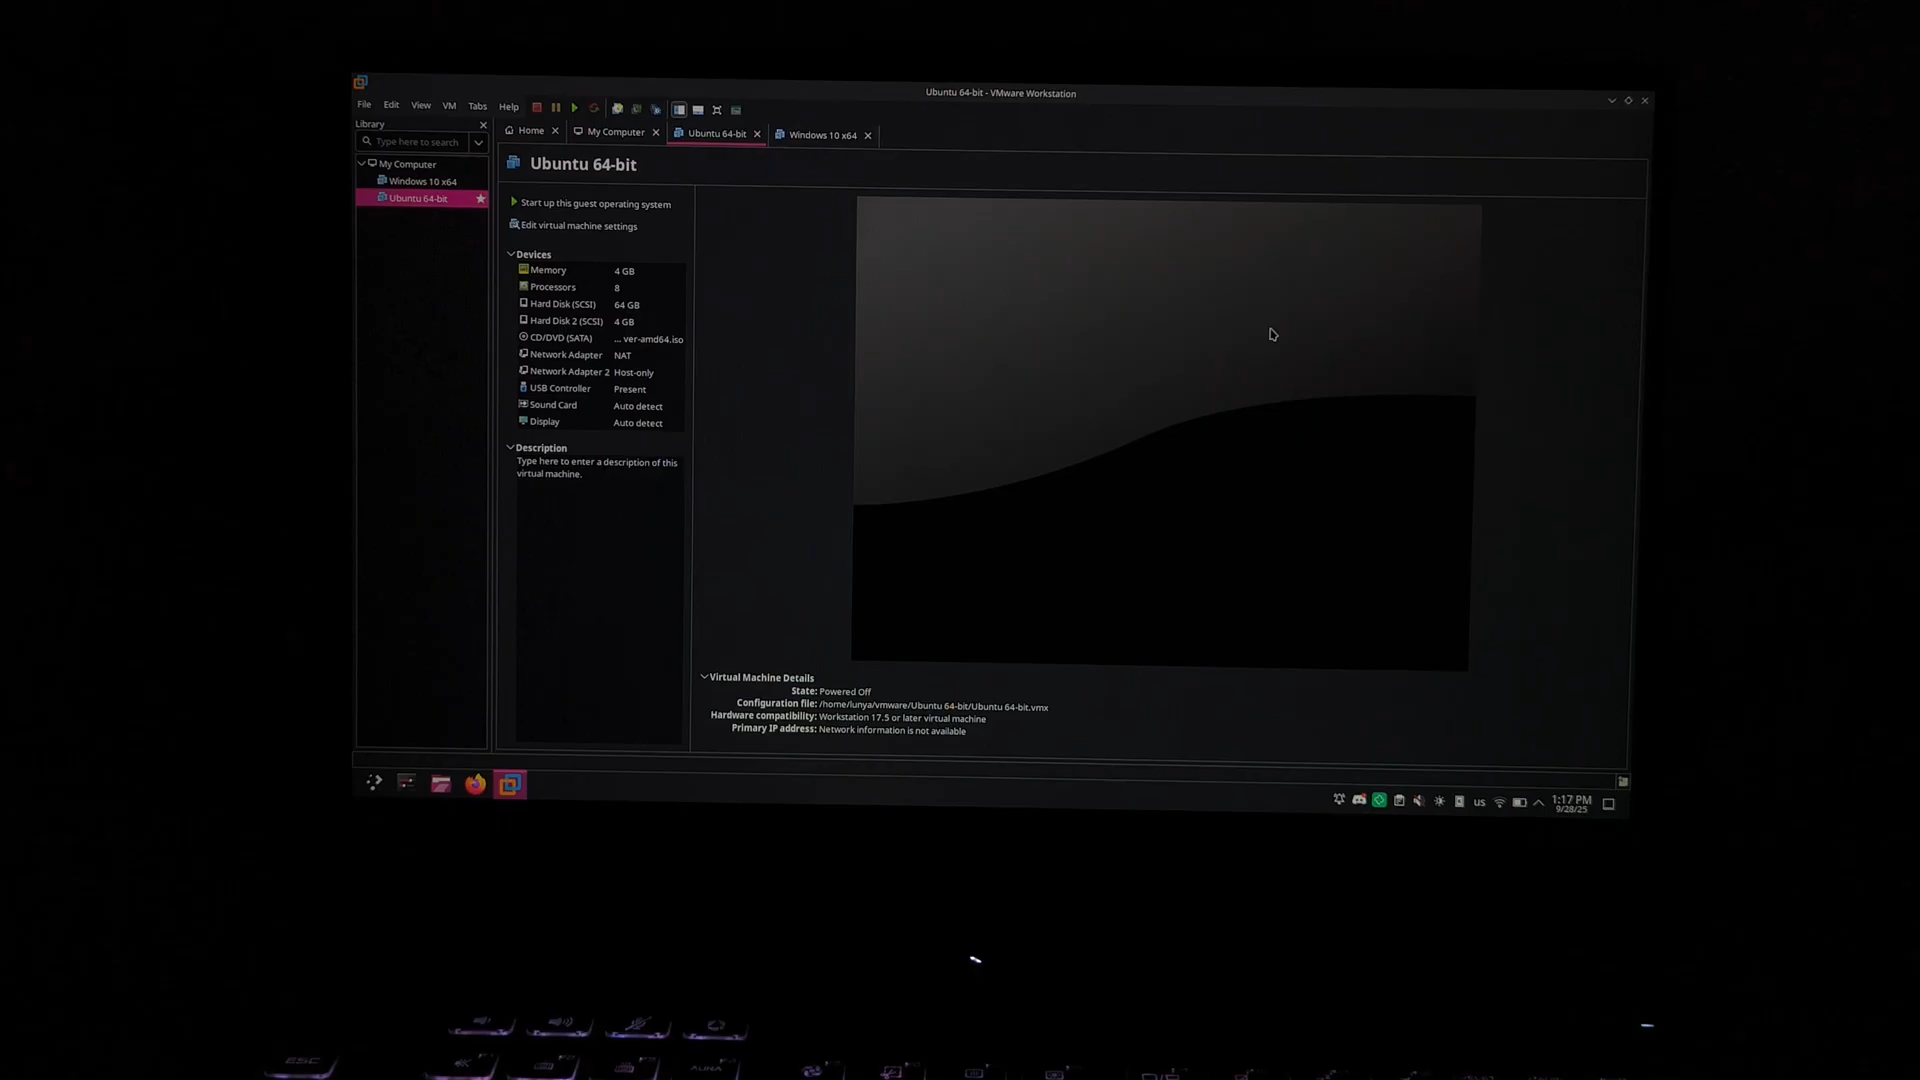 Ubuntu 64-bit - VMware Workstation
File Edit View VM Tabs Help
Library
Type here to search
My Computer
Windows 10 x64
Ubuntu 64-bit
Home
My Computer
Ubuntu 64-bit
Windows 10 x64
Ubuntu 64-bit
Start up this guest operating system
Edit virtual machine settings
Devices
Memory 4 GB
Processors 8
Hard Disk (SCSI) 64 GB
Hard Disk 2 (SCSI) 4 GB
CD/DVD (SATA) ... ver-amd64.iso
Network Adapter NAT
Network Adapter 2 Host-only
USB Controller Present
Sound Card Auto detect
Display Auto detect
Description
Type here to enter a description of this
virtual machine.
Virtual Machine Details
State: Powered Off
Configuration file: /home/lunya/vmware/Ubuntu 64-bit/Ubuntu 64-bit.vmx
Hardware compatibility: Workstation 17.5 or later virtual machine
Primary IP address: Network information is not available
us
1:17 PM
9/28/25
ESC
AURA